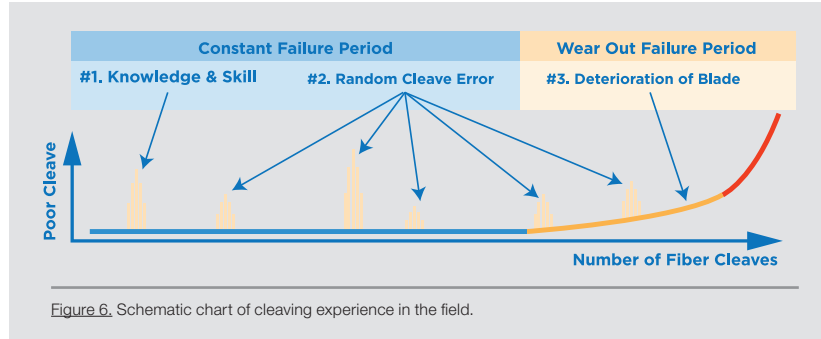 Constant Failure Period
Wear Out Failure Period
#1. Knowledge & Skill
#2. Random Cleave Error
#3. Deterioration of Blade
Poor Cleave
Number of Fiber Cleaves
Figure 6. Schematic chart of cleaving experience in the field.